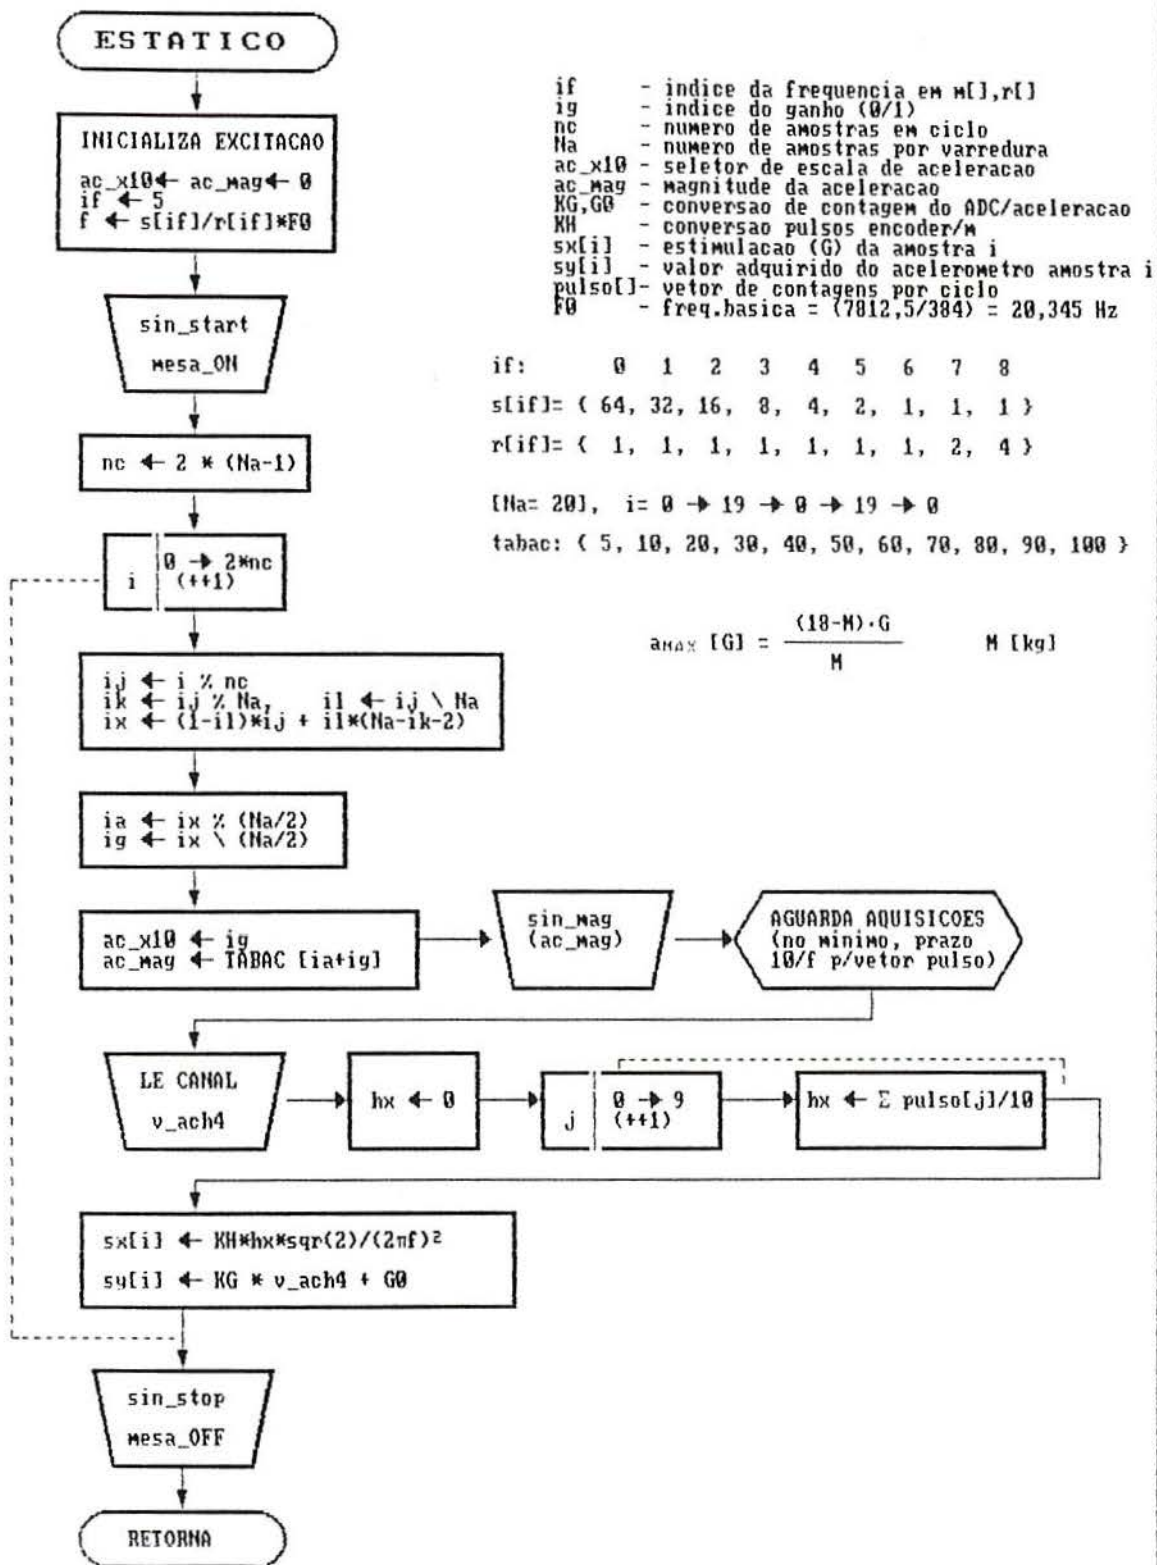 ESTATICO
INICIALIZA EXCITACAO
ac_x10← ac_mag← 0
if ← 5
f ← s[if]/r[if]*F0
sin_start
mesa_ON
nc ← 2 * (Na-1)
i
0 → 2*nc
(++1)
ij ← i % nc
ik ← ij % Na, il ← ij \ Na
ix ← (1-il)*ij + il*(Na-ik-2)
ia ← ix % (Na/2)
ig ← ix \ (Na/2)
ac_x10 ← ig
ac_mag ← TABAC [ia+ig]
sin_mag
(ac_mag)
AGUARDA AQUISICOES
(no minimo, prazo
10/f p/vetor pulso)
LE CANAL
v_ach4
hx ← 0
j
0 → 9
(++1)
hx ← Σ pulso[j]/10
sx[i] ← KH*hx*sqr(2)/(2πf)²
sy[i] ← KG * v_ach4 + G0
sin_stop
mesa_OFF
RETORNA
if - indice da frequencia em m[],r[]
ig - indice do ganho (0/1)
nc - numero de amostras em ciclo
Na - numero de amostras por varredura
ac_x10 - seletor de escala de aceleracao
ac_mag - magnitude da aceleracao
KG,G0 - conversao de contagem do ADC/aceleracao
KH - conversao pulsos encoder/m
sx[i] - estimulacao (G) da amostra i
sy[i] - valor adquirido do acelerometro amostra i
pulso[]- vetor de contagens por ciclo
F0 - freq.basica = (7812,5/384) = 20,345 Hz
if: 0 1 2 3 4 5 6 7 8
s[if]= { 64, 32, 16, 8, 4, 2, 1, 1, 1 }
r[if]= { 1, 1, 1, 1, 1, 1, 1, 2, 4 }
[Na= 20], i= 0 → 19 → 0 → 19 → 0
tabac: { 5, 10, 20, 30, 40, 50, 60, 70, 80, 90, 100 }
aMAX [G] = (18-M)·G / M M [kg]